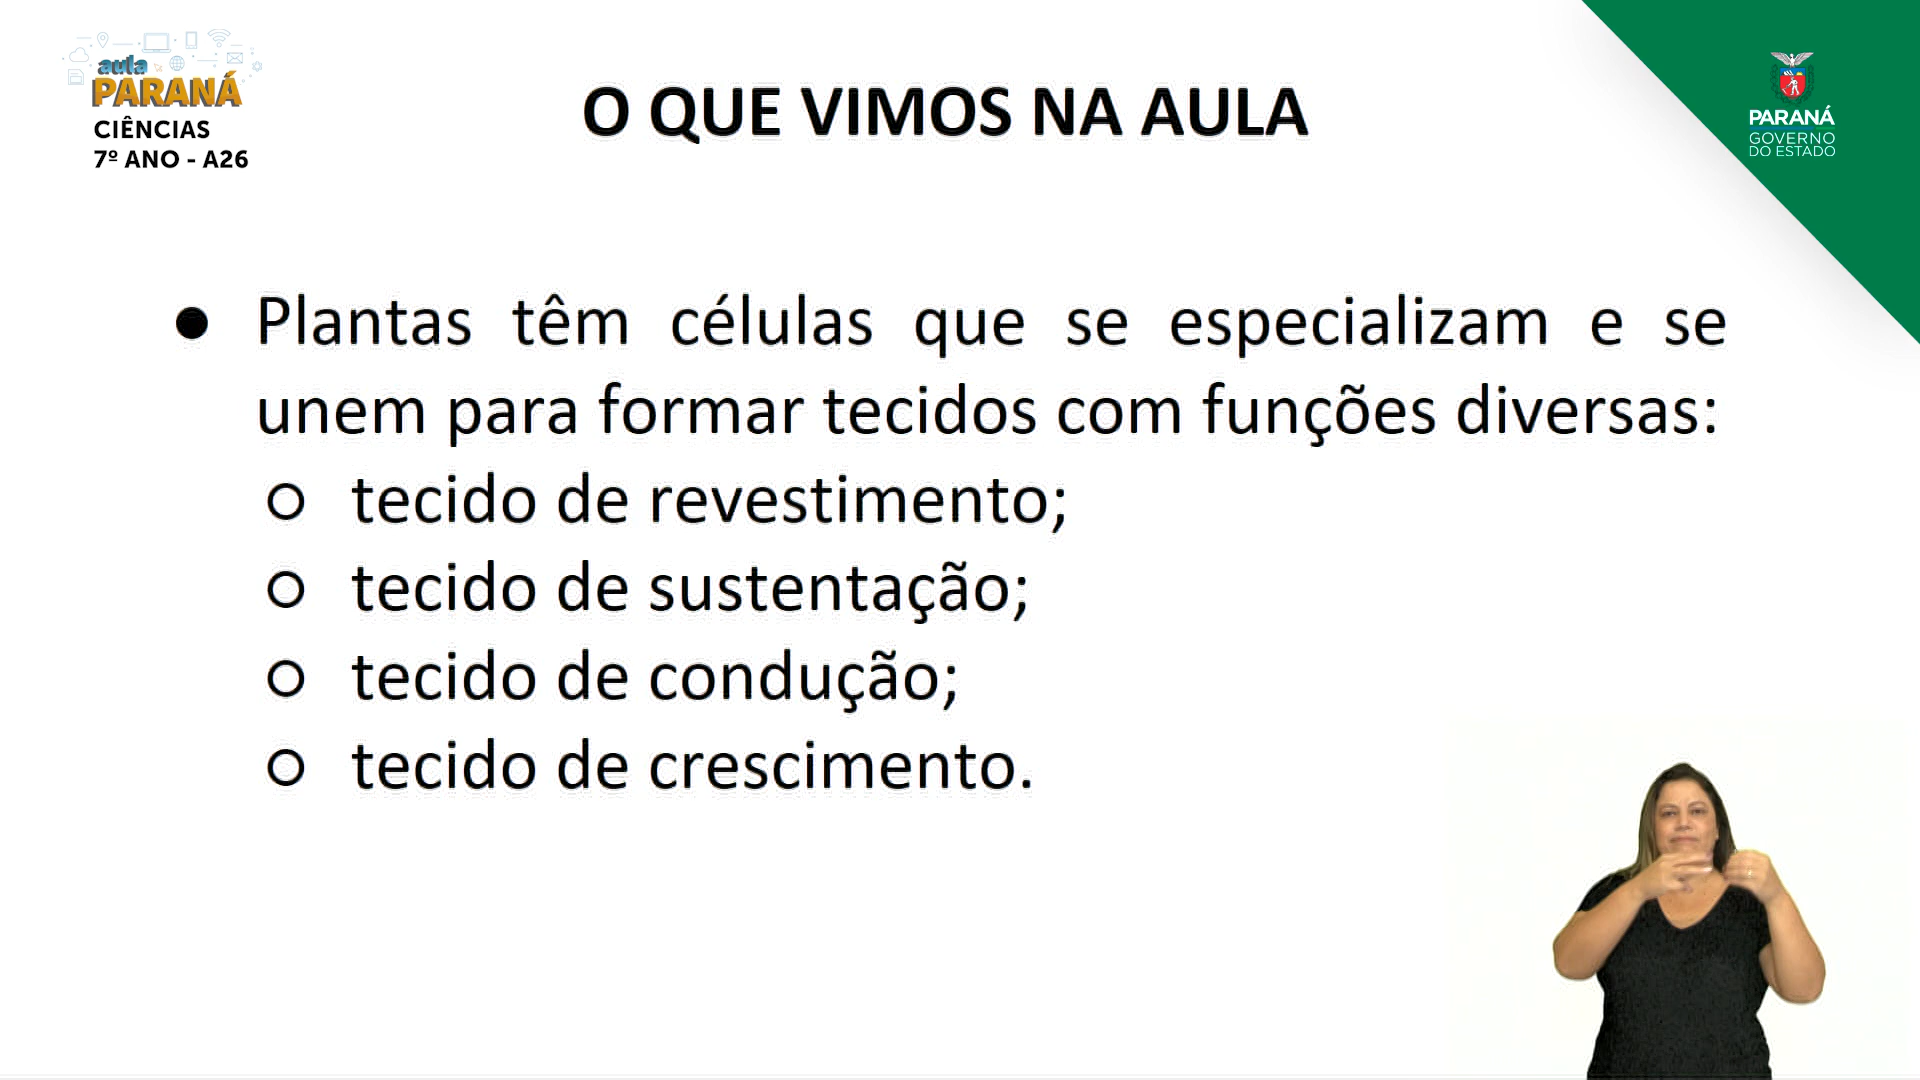 aula
PARANÁ
CIÊNCIAS
7º ANO - A26
O QUE VIMOS NA AULA
PARANÁ
GOVERNO
DO ESTADO
● Plantas têm células que se especializam e se
unem para formar tecidos com funções diversas:
○ tecido de revestimento;
○ tecido de sustentação;
○ tecido de condução;
○ tecido de crescimento.